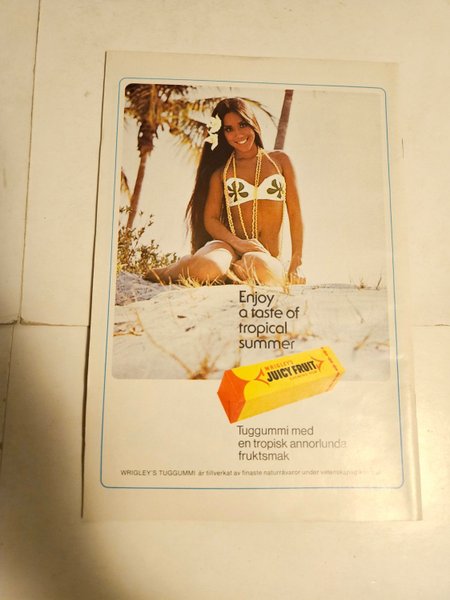 Enjoy
a taste of
tropical
summer
WRIGLEY'S
JUICY FRUIT
Tuggummi med
en tropisk annorlunda
fruktsmak
WRIGLEY'S TUGGUMMI är tillverkat av finaste naturråvaror under vetenskaplig